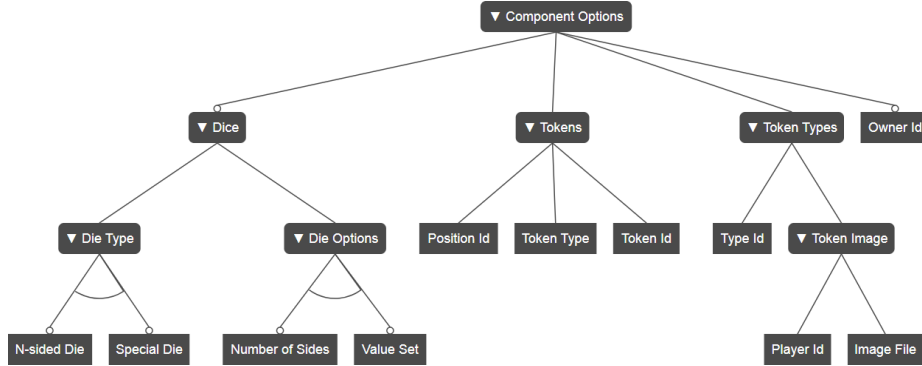 ▼ Component Options
▼ Dice
▼ Tokens
▼ Token Types
Owner Id
▼ Die Type
▼ Die Options
Position Id
Token Type
Token Id
Type Id
▼ Token Image
N-sided Die
Special Die
Number of Sides
Value Set
Player Id
Image File